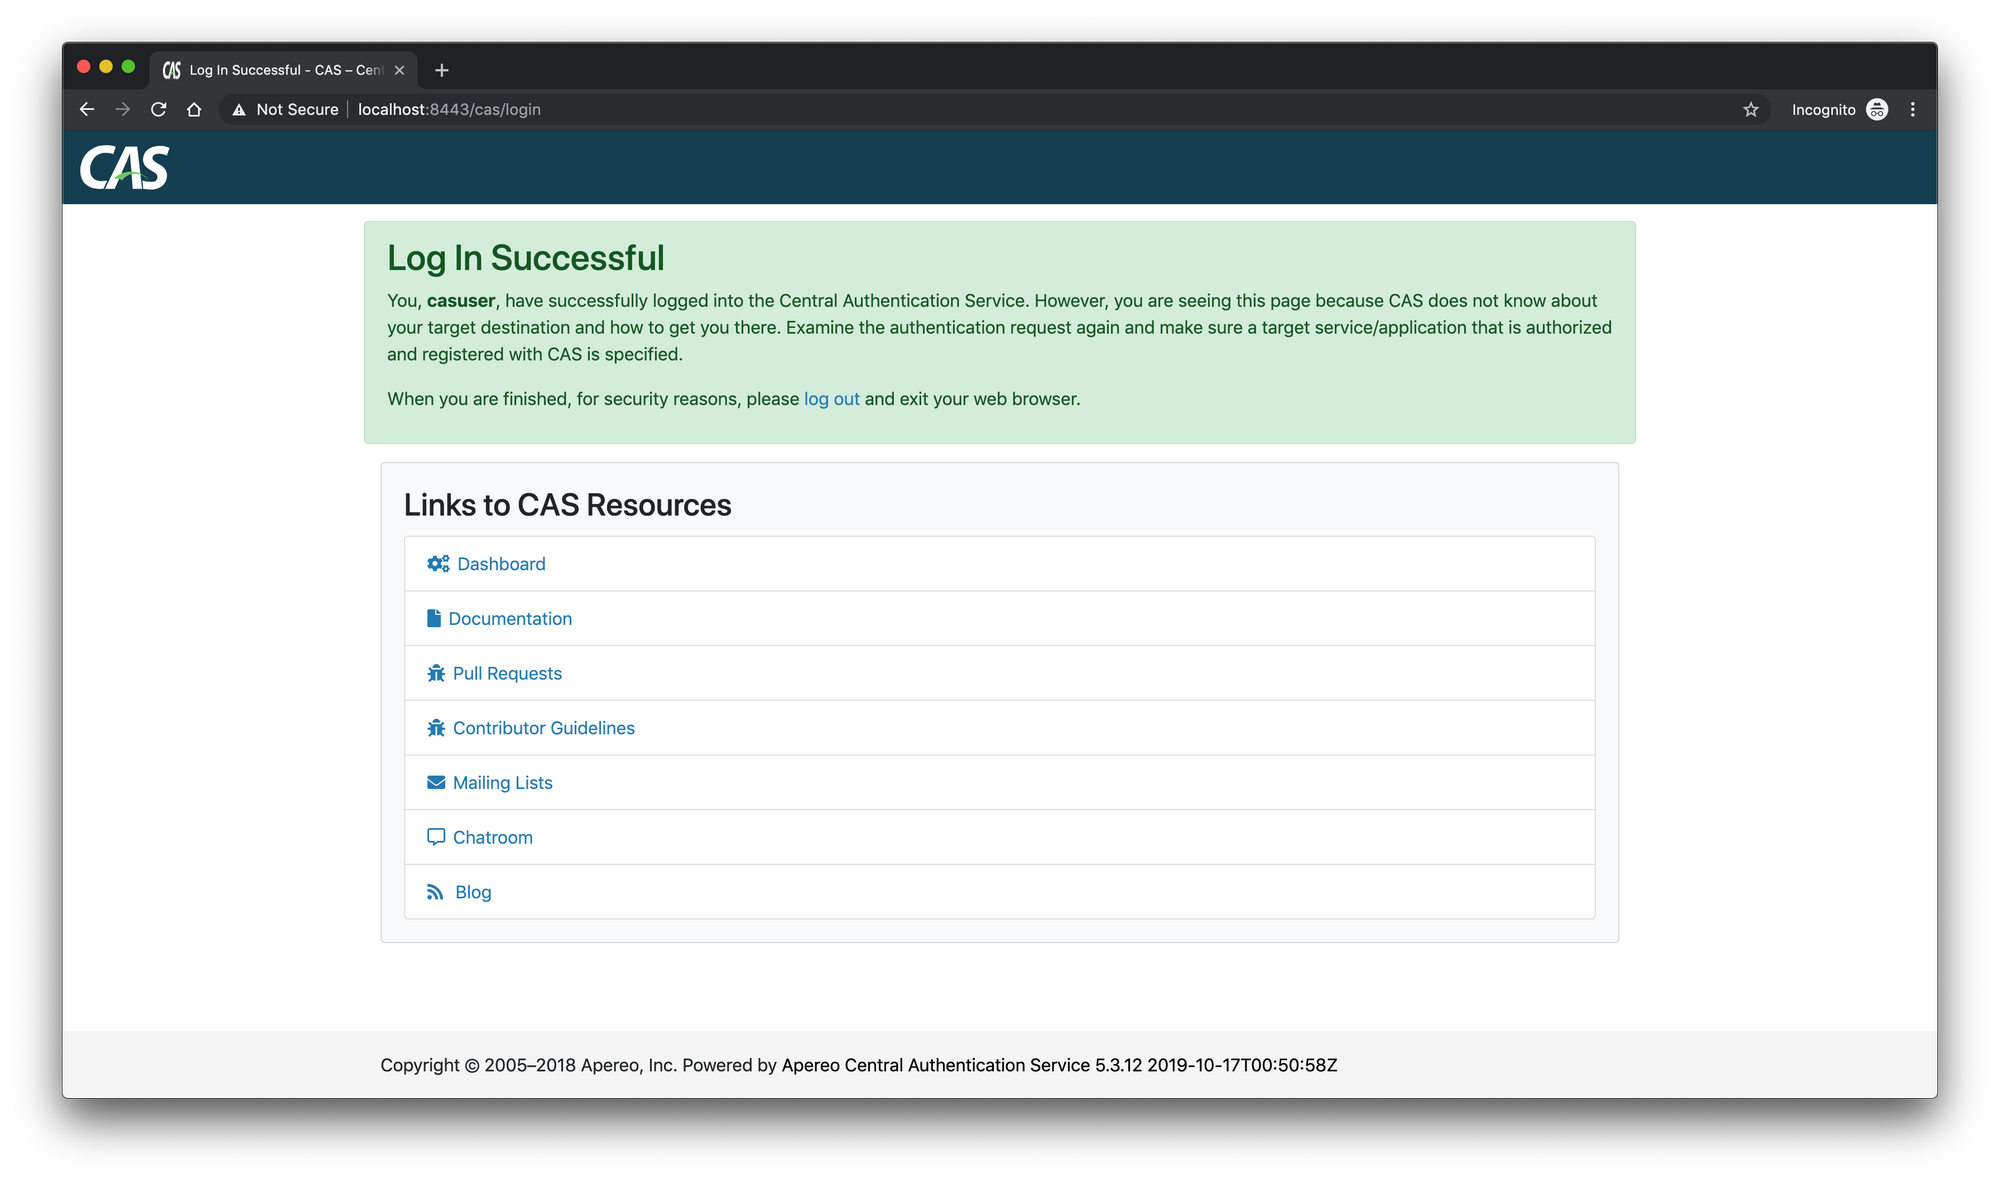 CAS Log In Successful - CAS – Cen
Not Secure localhost:8443/cas/login Incognito
CAS
Log In Successful
You, casuser, have successfully logged into the Central Authentication Service. However, you are seeing this page because CAS does not know about
your target destination and how to get you there. Examine the authentication request again and make sure a target service/application that is authorized
and registered with CAS is specified.
When you are finished, for security reasons, please log out and exit your web browser.
Links to CAS Resources
Dashboard
Documentation
Pull Requests
Contributor Guidelines
Mailing Lists
Chatroom
Blog
Copyright © 2005–2018 Apereo, Inc. Powered by Apereo Central Authentication Service 5.3.12 2019-10-17T00:50:58Z